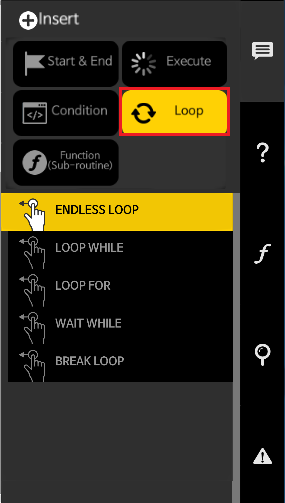 Insert
Start & End
Execute
Condition
Loop
Function
(Sub-routine)
ENDLESS LOOP
LOOP WHILE
LOOP FOR
WAIT WHILE
BREAK LOOP